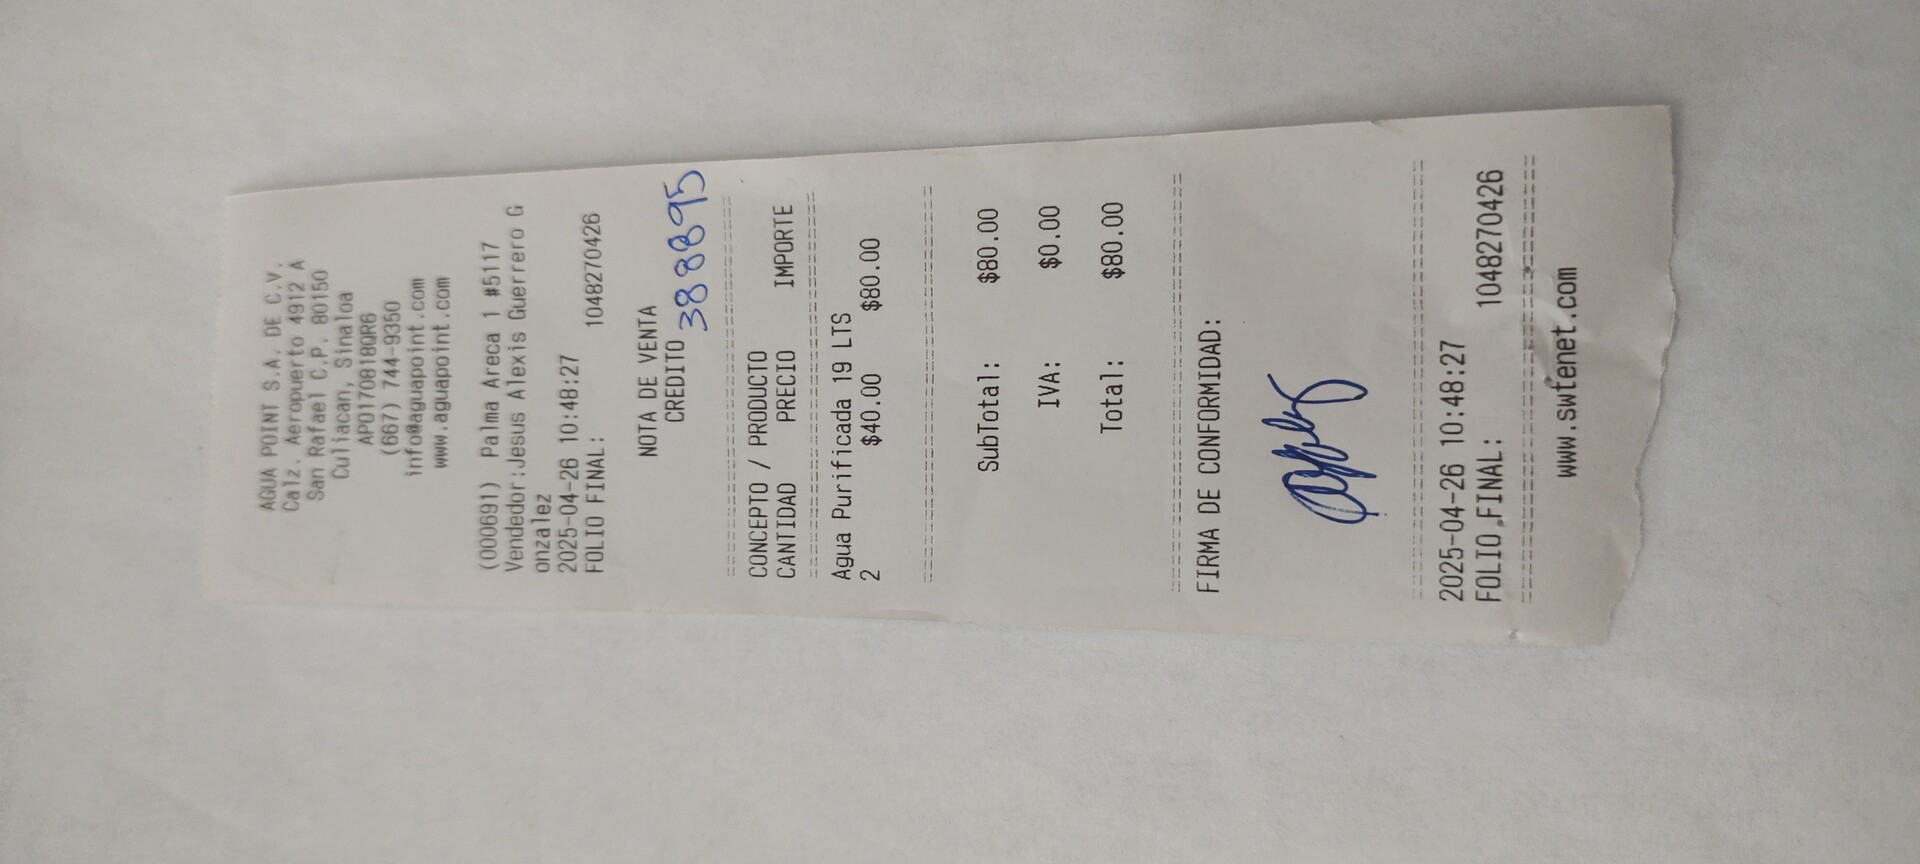 AGUA POINT S.A. DE C.V.
Calz. Aeropuerto 4912 A
San Rafael C.P. 80150
Culiacan, Sinaloa
APO170818QR6
(667) 744-9350
info@aguapoint.com
www.aguapoint.com
(000691) Palma Areca 1 #5117
Vendedor:Jesus Alexis Guerrero G
onzalez
2025-04-26 10:48:27
FOLIO FINAL: 1048270426
NOTA DE VENTA
CREDITO
3888895
CONCEPTO / PRODUCTO
CANTIDAD PRECIO IMPORTE
Agua Purificada 19 LTS
2 $40.00 $80.00
SubTotal: $80.00
IVA: $0.00
Total: $80.00
FIRMA DE CONFORMIDAD:
2025-04-26 10:48:27
FOLIO FINAL: 1048270426
www.swtenet.com